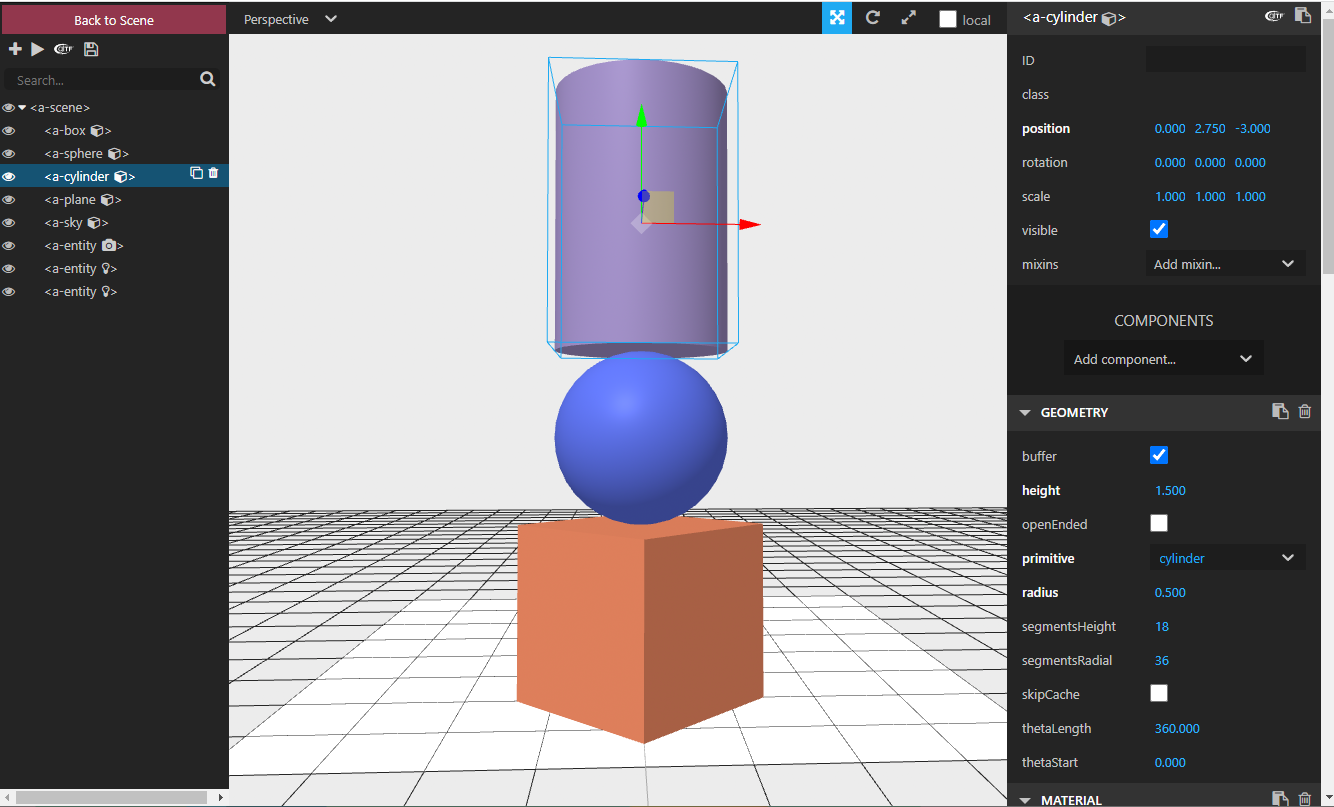 Back to Scene
glTF
Search...
<a-scene>
<a-box >
<a-sphere >
<a-cylinder >
<a-plane >
<a-sky >
<a-entity >
<a-entity >
<a-entity >
Perspective
local
<a-cylinder >
glTF
ID
class
position 0.000 2.750 -3.000
rotation 0.000 0.000 0.000
scale 1.000 1.000 1.000
visible
mixins Add mixin...
COMPONENTS
Add component...
GEOMETRY
buffer
height 1.500
openEnded
primitive cylinder
radius 0.500
segmentsHeight 18
segmentsRadial 36
skipCache
thetaLength 360.000
thetaStart 0.000
MATERIAL